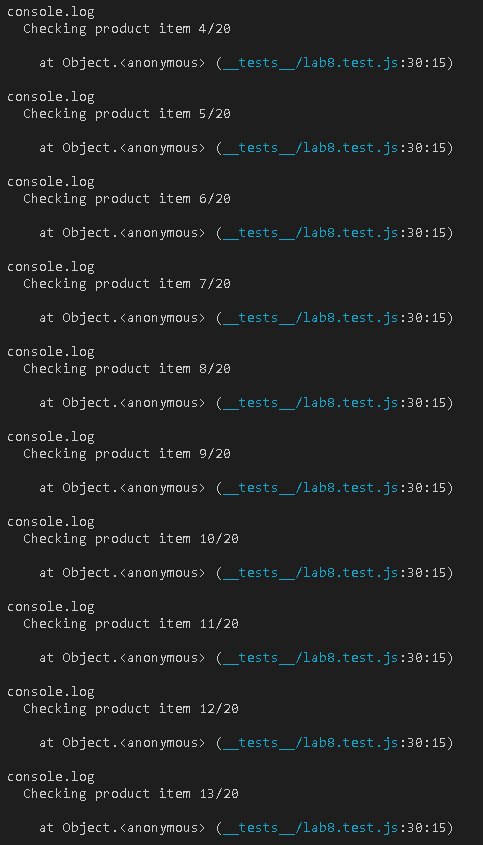 console.log
Checking product item 4/20
at Object.<anonymous> (__tests__/lab8.test.js:30:15)
console.log
Checking product item 5/20
at Object.<anonymous> (__tests__/lab8.test.js:30:15)
console.log
Checking product item 6/20
at Object.<anonymous> (__tests__/lab8.test.js:30:15)
console.log
Checking product item 7/20
at Object.<anonymous> (__tests__/lab8.test.js:30:15)
console.log
Checking product item 8/20
at Object.<anonymous> (__tests__/lab8.test.js:30:15)
console.log
Checking product item 9/20
at Object.<anonymous> (__tests__/lab8.test.js:30:15)
console.log
Checking product item 10/20
at Object.<anonymous> (__tests__/lab8.test.js:30:15)
console.log
Checking product item 11/20
at Object.<anonymous> (__tests__/lab8.test.js:30:15)
console.log
Checking product item 12/20
at Object.<anonymous> (__tests__/lab8.test.js:30:15)
console.log
Checking product item 13/20
at Object.<anonymous> (__tests__/lab8.test.js:30:15)